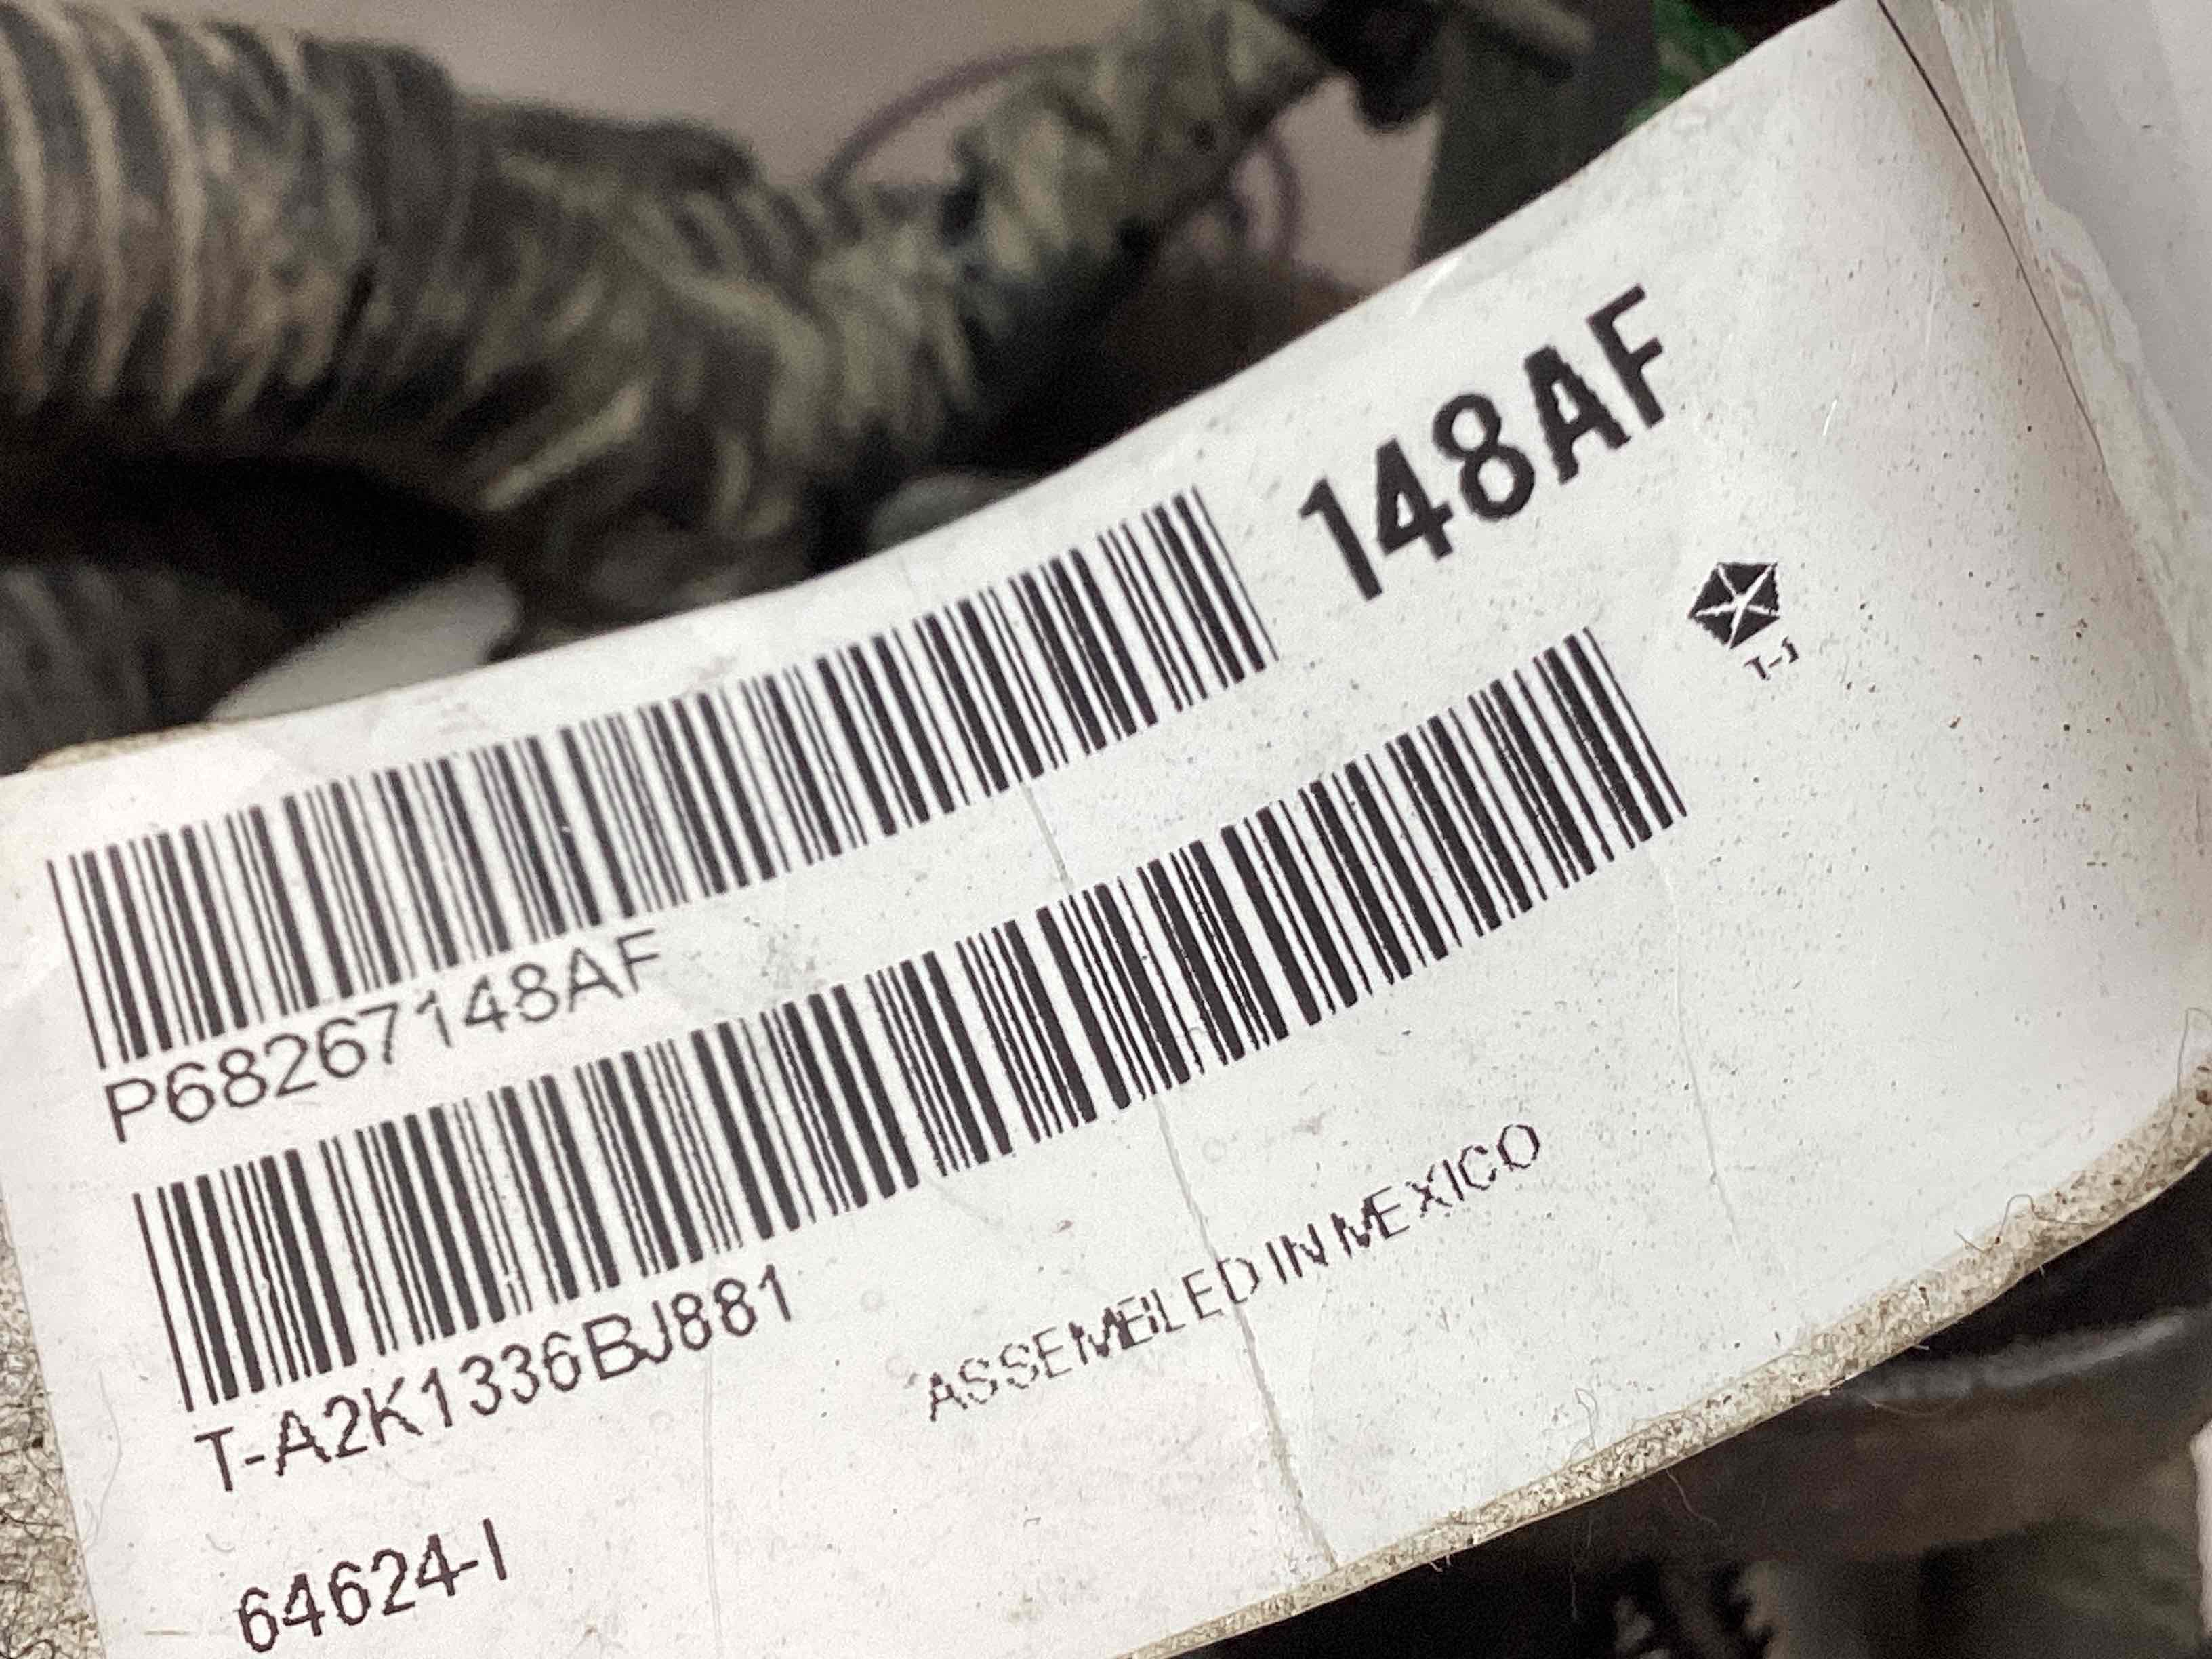 148AF
P68267148AF
T-J
T-A2K1336BJ881
ASSEMBLED IN MEXICO
64624-I